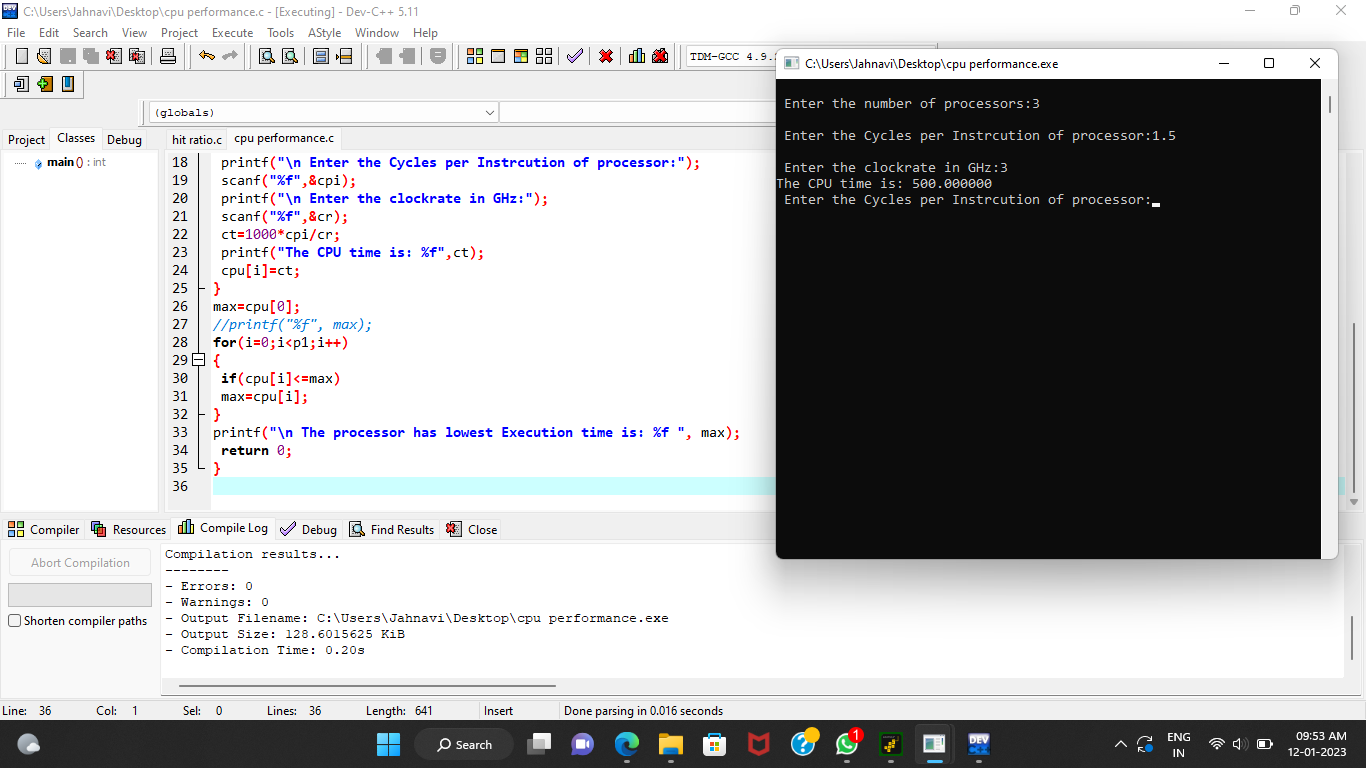 C:\Users\Jahnavi\Desktop\cpu performance.c - [Executing] - Dev-C++ 5.11
File Edit Search View Project Execute Tools AStyle Window Help
TDM-GCC 4.9.
(globals)
Project Classes Debug
main () : int
hit ratio.c cpu performance.c
18 printf("\n Enter the Cycles per Instrcution of processor:");
19 scanf("%f",&cpi);
20 printf("\n Enter the clockrate in GHz:");
21 scanf("%f",&cr);
22 ct=1000*cpi/cr;
23 printf("The CPU time is: %f",ct);
24 cpu[i]=ct;
25 }
26 max=cpu[0];
27 //printf("%f", max);
28 for(i=0;i<p1;i++)
29 {
30 if(cpu[i]<=max)
31 max=cpu[i];
32 }
33 printf("\n The processor has lowest Execution time is: %f ", max);
34 return 0;
35 }
36
C:\Users\Jahnavi\Desktop\cpu performance.exe
Enter the number of processors:3
Enter the Cycles per Instrcution of processor:1.5
Enter the clockrate in GHz:3
The CPU time is: 500.000000
Enter the Cycles per Instrcution of processor:
Compiler Resources Compile Log Debug Find Results Close
Abort Compilation
Shorten compiler paths
Compilation results...
--------
- Errors: 0
- Warnings: 0
- Output Filename: C:\Users\Jahnavi\Desktop\cpu performance.exe
- Output Size: 128.6015625 KiB
- Compilation Time: 0.20s
Line: 36 Col: 1 Sel: 0 Lines: 36 Length: 641 Insert Done parsing in 0.016 seconds
Search
1
DEV
ENG
IN
09:53 AM
12-01-2023